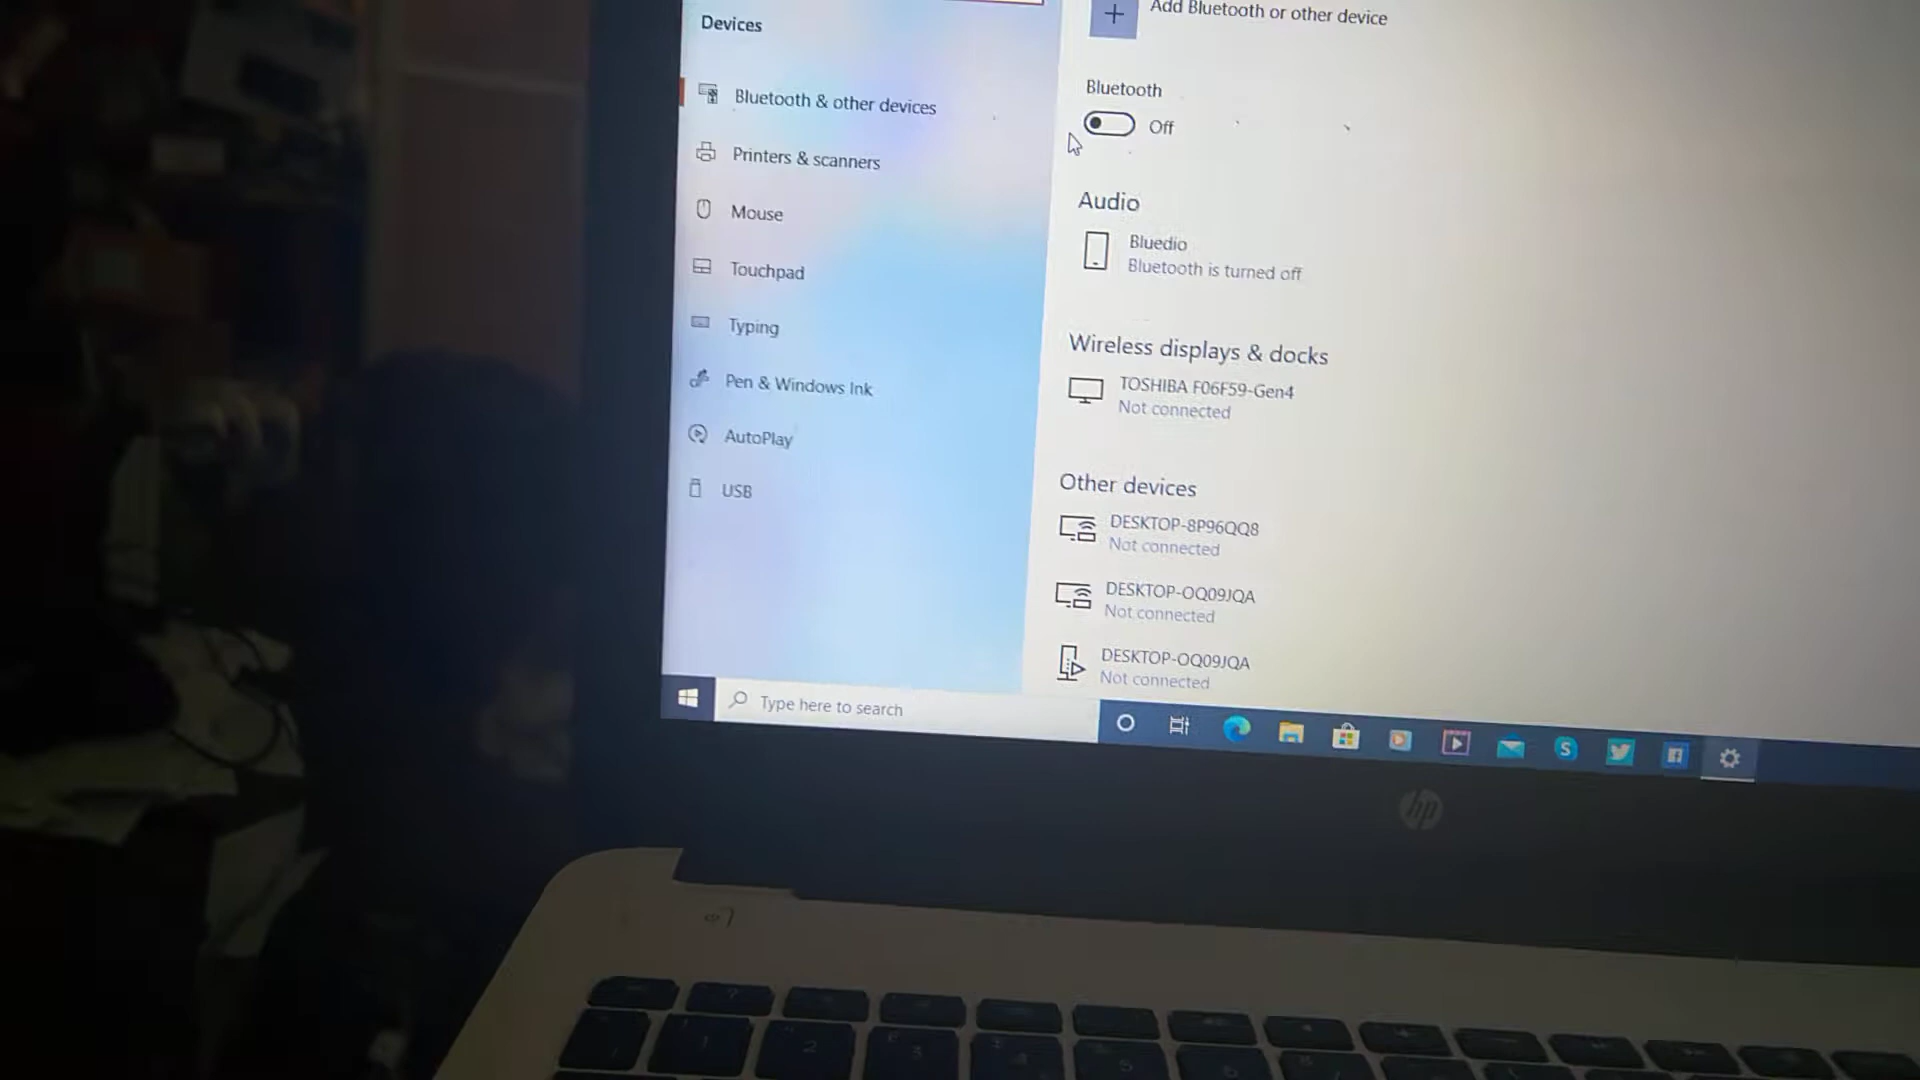 Devices
Bluetooth & other devices
Printers & scanners
Mouse
Touchpad
Typing
Pen & Windows Ink
AutoPlay
USB
Add Bluetooth or other device
Bluetooth
Off
Audio
Bluedio
Bluetooth is turned off
Wireless displays & docks
TOSHIBA F06F59-Gen4
Not connected
Other devices
DESKTOP-8P96QQ8
Not connected
DESKTOP-OQ09JQA
Not connected
DESKTOP-OQ09JQA
Not connected
Type here to search
hp